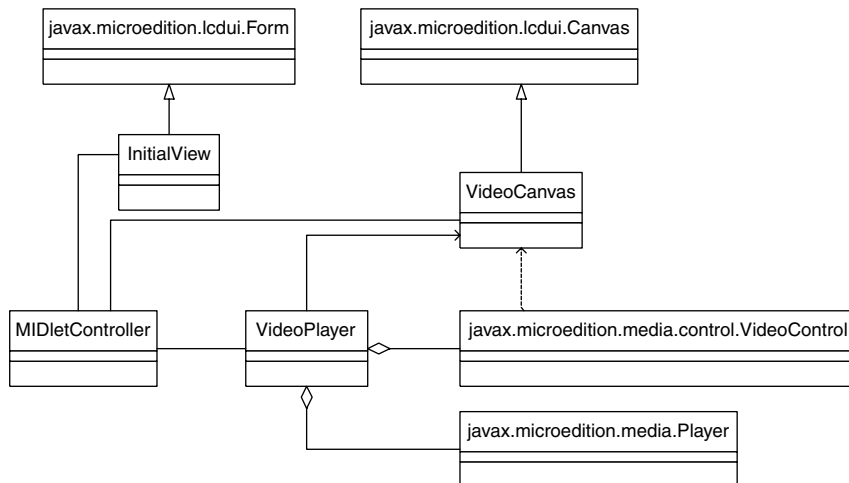 javax.microedition.lcdui.Form
javax.microedition.lcdui.Canvas
InitialView
VideoCanvas
MIDletController
VideoPlayer
javax.microedition.media.control.VideoControl
javax.microedition.media.Player